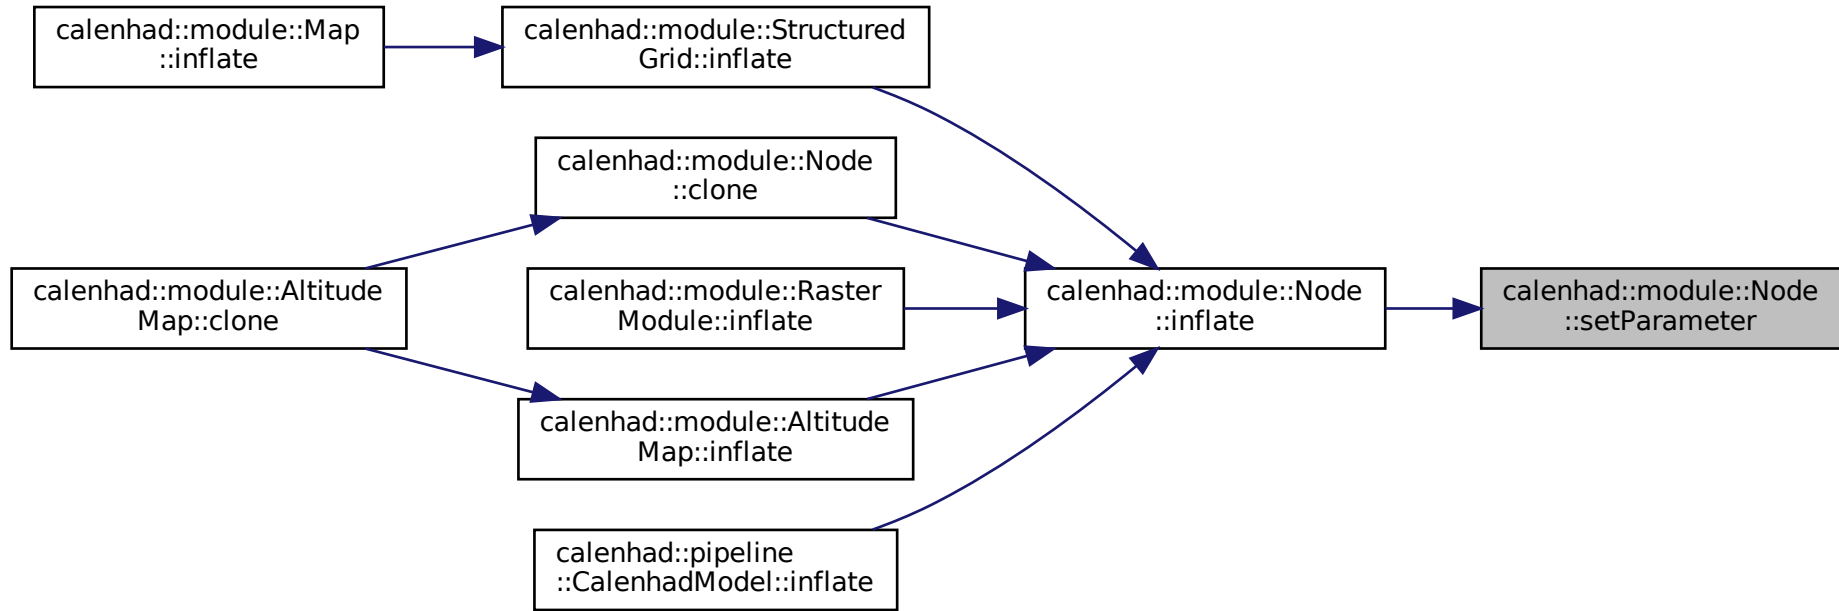 calenhad::module::Map
::inflate
calenhad::module::Structured
Grid::inflate
calenhad::module::Node
::clone
calenhad::module::Altitude
Map::clone
calenhad::module::Raster
Module::inflate
calenhad::module::Node
::inflate
calenhad::module::Node
::setParameter
calenhad::module::Altitude
Map::inflate
calenhad::pipeline
::CalenhadModel::inflate